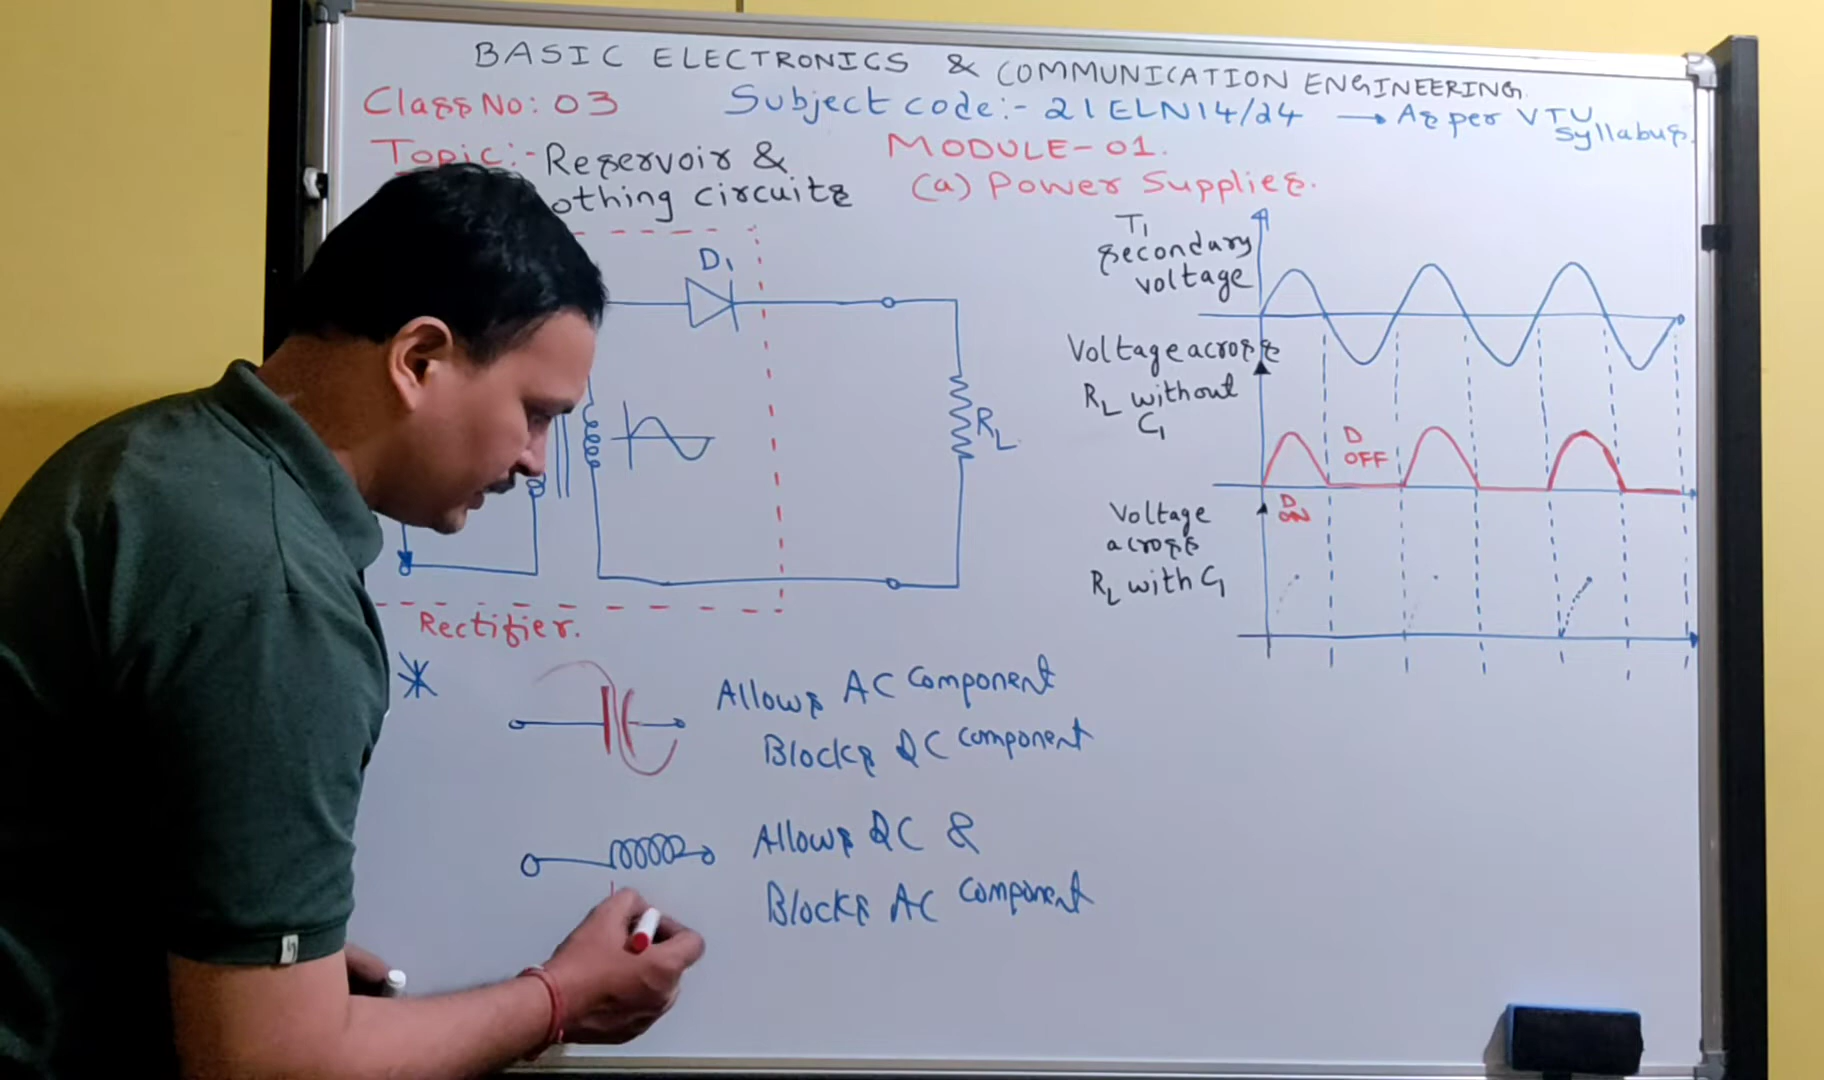 BASIC ELECTRONICS & COMMUNICATION ENGINEERING
Class No: 03
Subject code:- 21ELN14/24 → As per VTU
Syllabus.
Topic:- Reservoir &
othing circuits
MODULE-01.
(a) Power Supplies.
T1
secondary
voltage
D1
Voltage across
RL without
C1
RL
D
OFF
D
ON
Voltage
across
RL with C1
Rectifier.
Allows AC Component
Blocks DC component
Allows DC &
Blocks AC Component